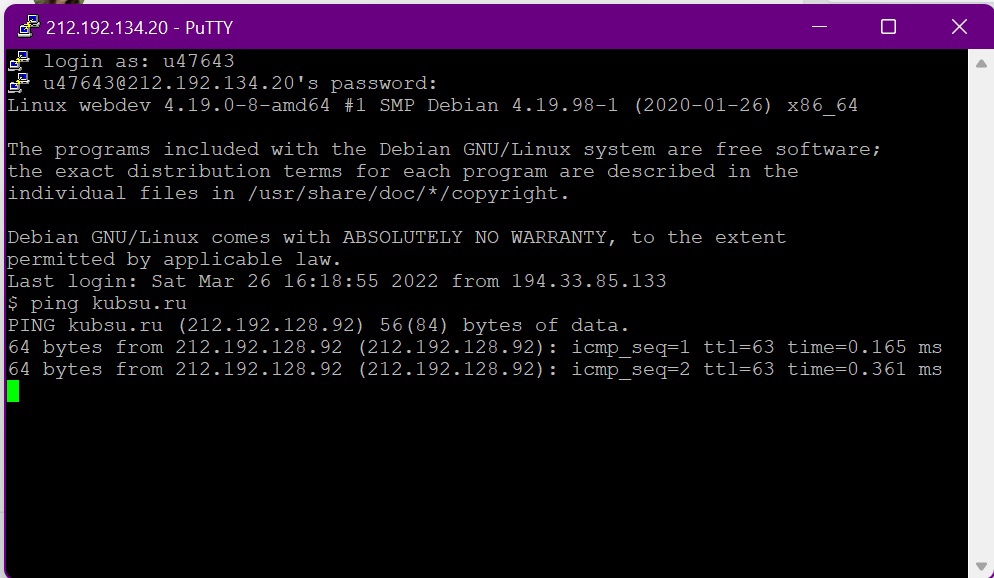 212.192.134.20 - PuTTY
login as: u47643
u47643@212.192.134.20's password:
Linux webdev 4.19.0-8-amd64 #1 SMP Debian 4.19.98-1 (2020-01-26) x86_64
The programs included with the Debian GNU/Linux system are free software;
the exact distribution terms for each program are described in the
individual files in /usr/share/doc/*/copyright.
Debian GNU/Linux comes with ABSOLUTELY NO WARRANTY, to the extent
permitted by applicable law.
Last login: Sat Mar 26 16:18:55 2022 from 194.33.85.133
$ ping kubsu.ru
PING kubsu.ru (212.192.128.92) 56(84) bytes of data.
64 bytes from 212.192.128.92 (212.192.128.92): icmp_seq=1 ttl=63 time=0.165 ms
64 bytes from 212.192.128.92 (212.192.128.92): icmp_seq=2 ttl=63 time=0.361 ms